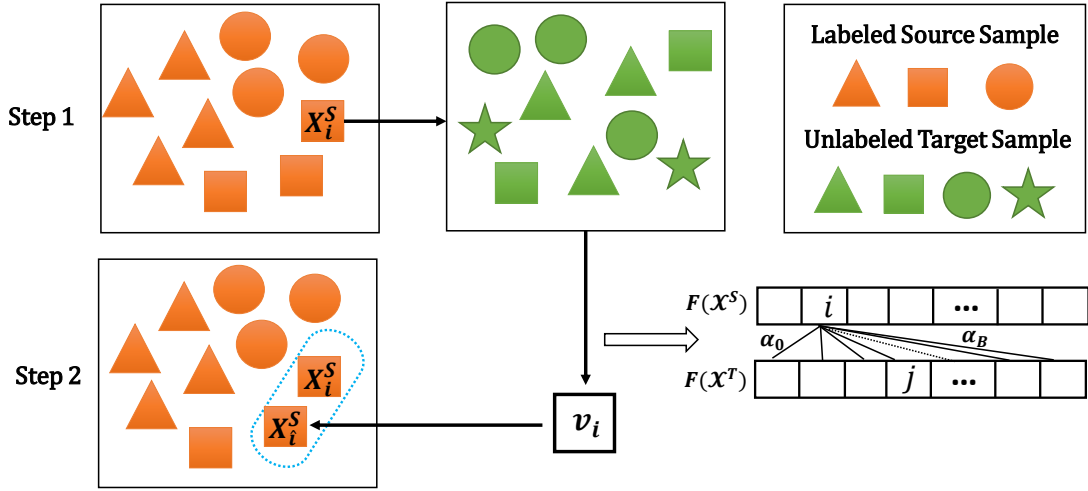 Step 1
X_i^S
Labeled Source Sample
Unlabeled Target Sample
Step 2
X_i^S
X_î^S
v_i
F(𝒳^S)
i
...
α_0
α_B
F(𝒳^T)
j
...